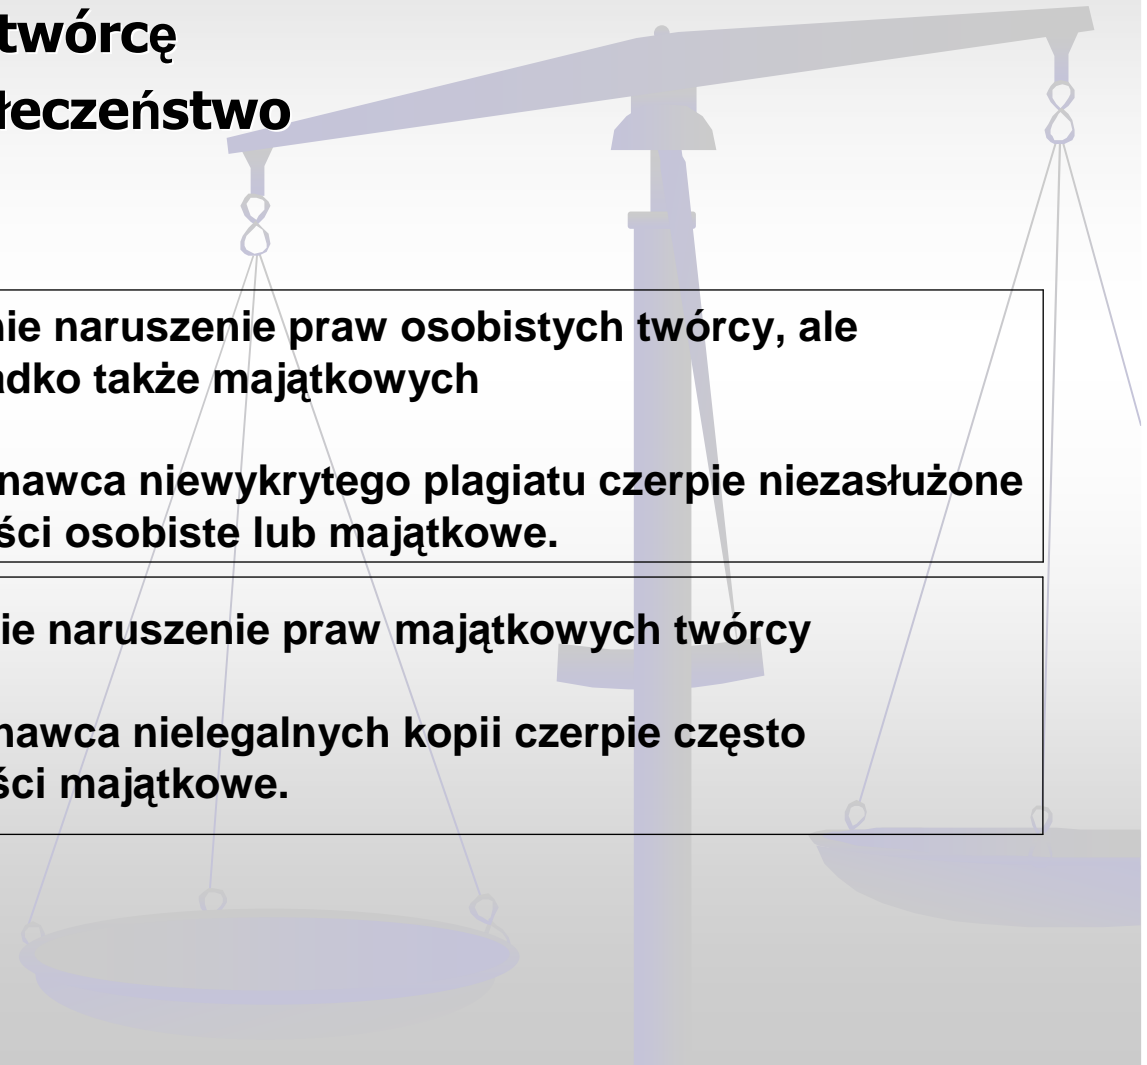 twórcę
łeczeństwo
nie naruszenie praw osobistych twórcy, ale
adko także majątkowych
nawca niewykrytego plagiatu czerpie niezasłużone
ści osobiste lub majątkowe.
ie naruszenie praw majątkowych twórcy
nawca nielegalnych kopii czerpie często
ści majątkowe.